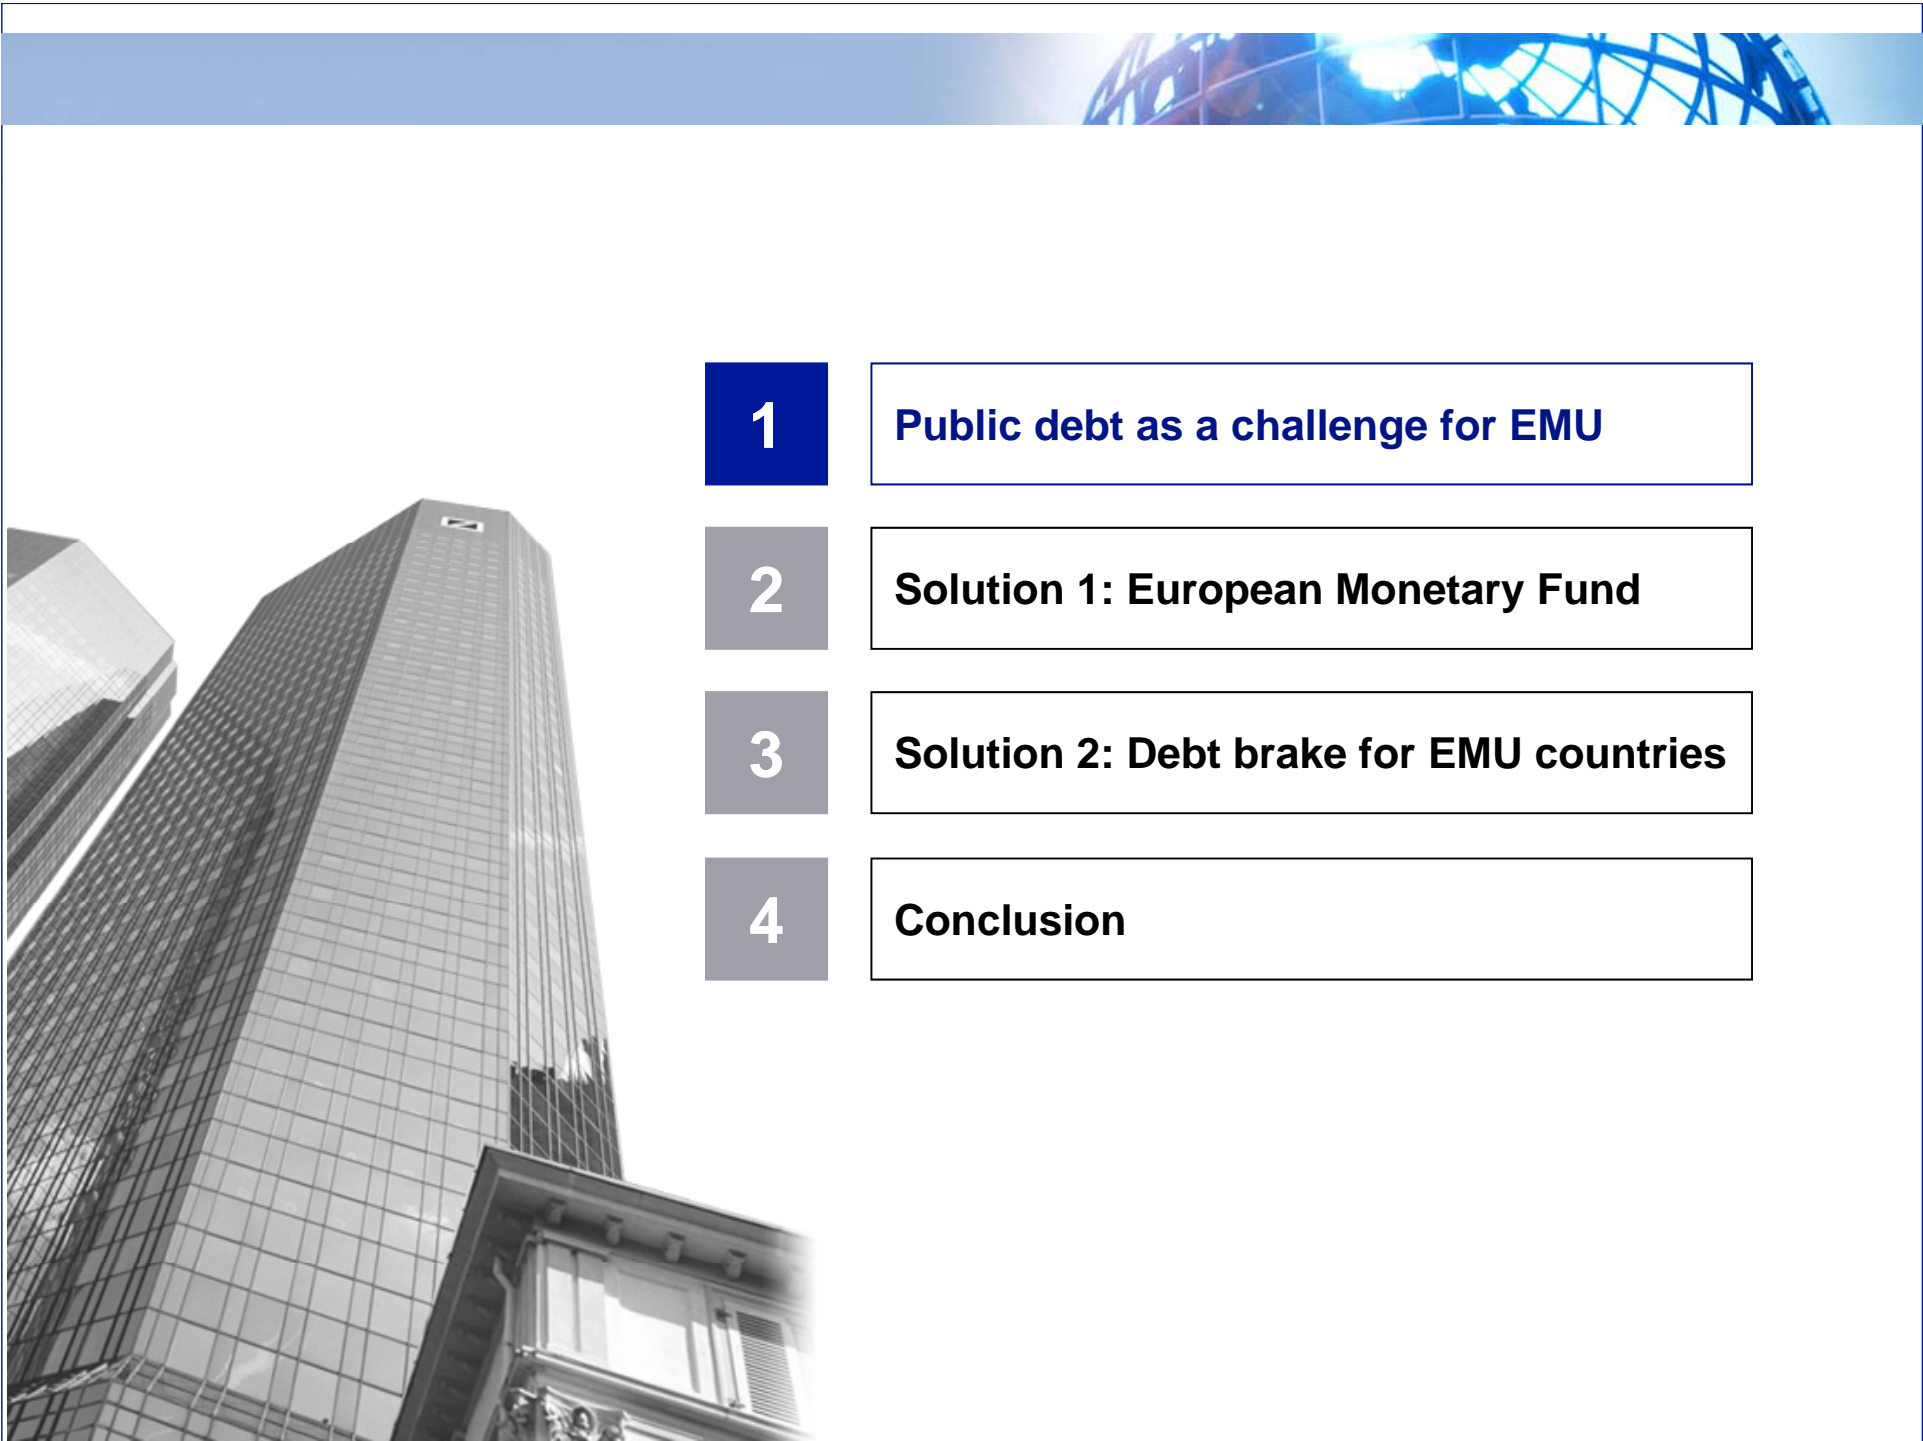 1
Public debt as a challenge for EMU
2
Solution 1: European Monetary Fund
3
Solution 2: Debt brake for EMU countries
4
Conclusion